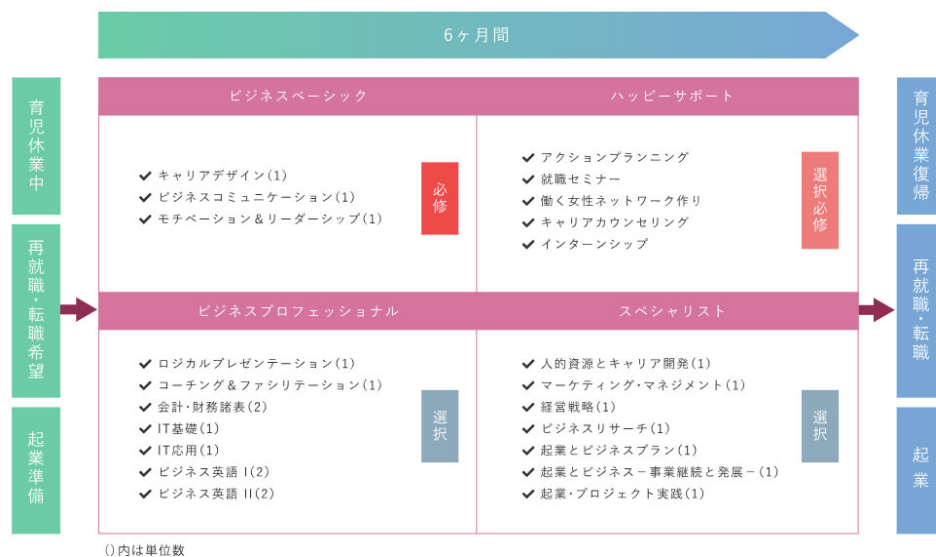 6ヶ月間
育児休業中
再就職・転職希望
起業準備
ビジネスベーシック
キャリアデザイン(1)
ビジネスコミュニケーション(1)
モチベーション＆リーダーシップ(1)
必修
ハッピーサポート
アクションプランニング
就職セミナー
働く女性ネットワーク作り
キャリアカウンセリング
インターンシップ
選択必修
ビジネスプロフェッショナル
ロジカルプレゼンテーション(1)
コーチング＆ファシリテーション(1)
会計・財務諸表(2)
IT基礎(1)
IT応用(1)
ビジネス英語 I(2)
ビジネス英語 II(2)
選択
スペシャリスト
人的資源とキャリア開発(1)
マーケティング・マネジメント(1)
経営戦略(1)
ビジネスリサーチ(1)
起業とビジネスプラン(1)
起業とビジネス－事業継続と発展－(1)
起業・プロジェクト実践(1)
選択
育児休業復帰
再就職・転職
起業
()内は単位数